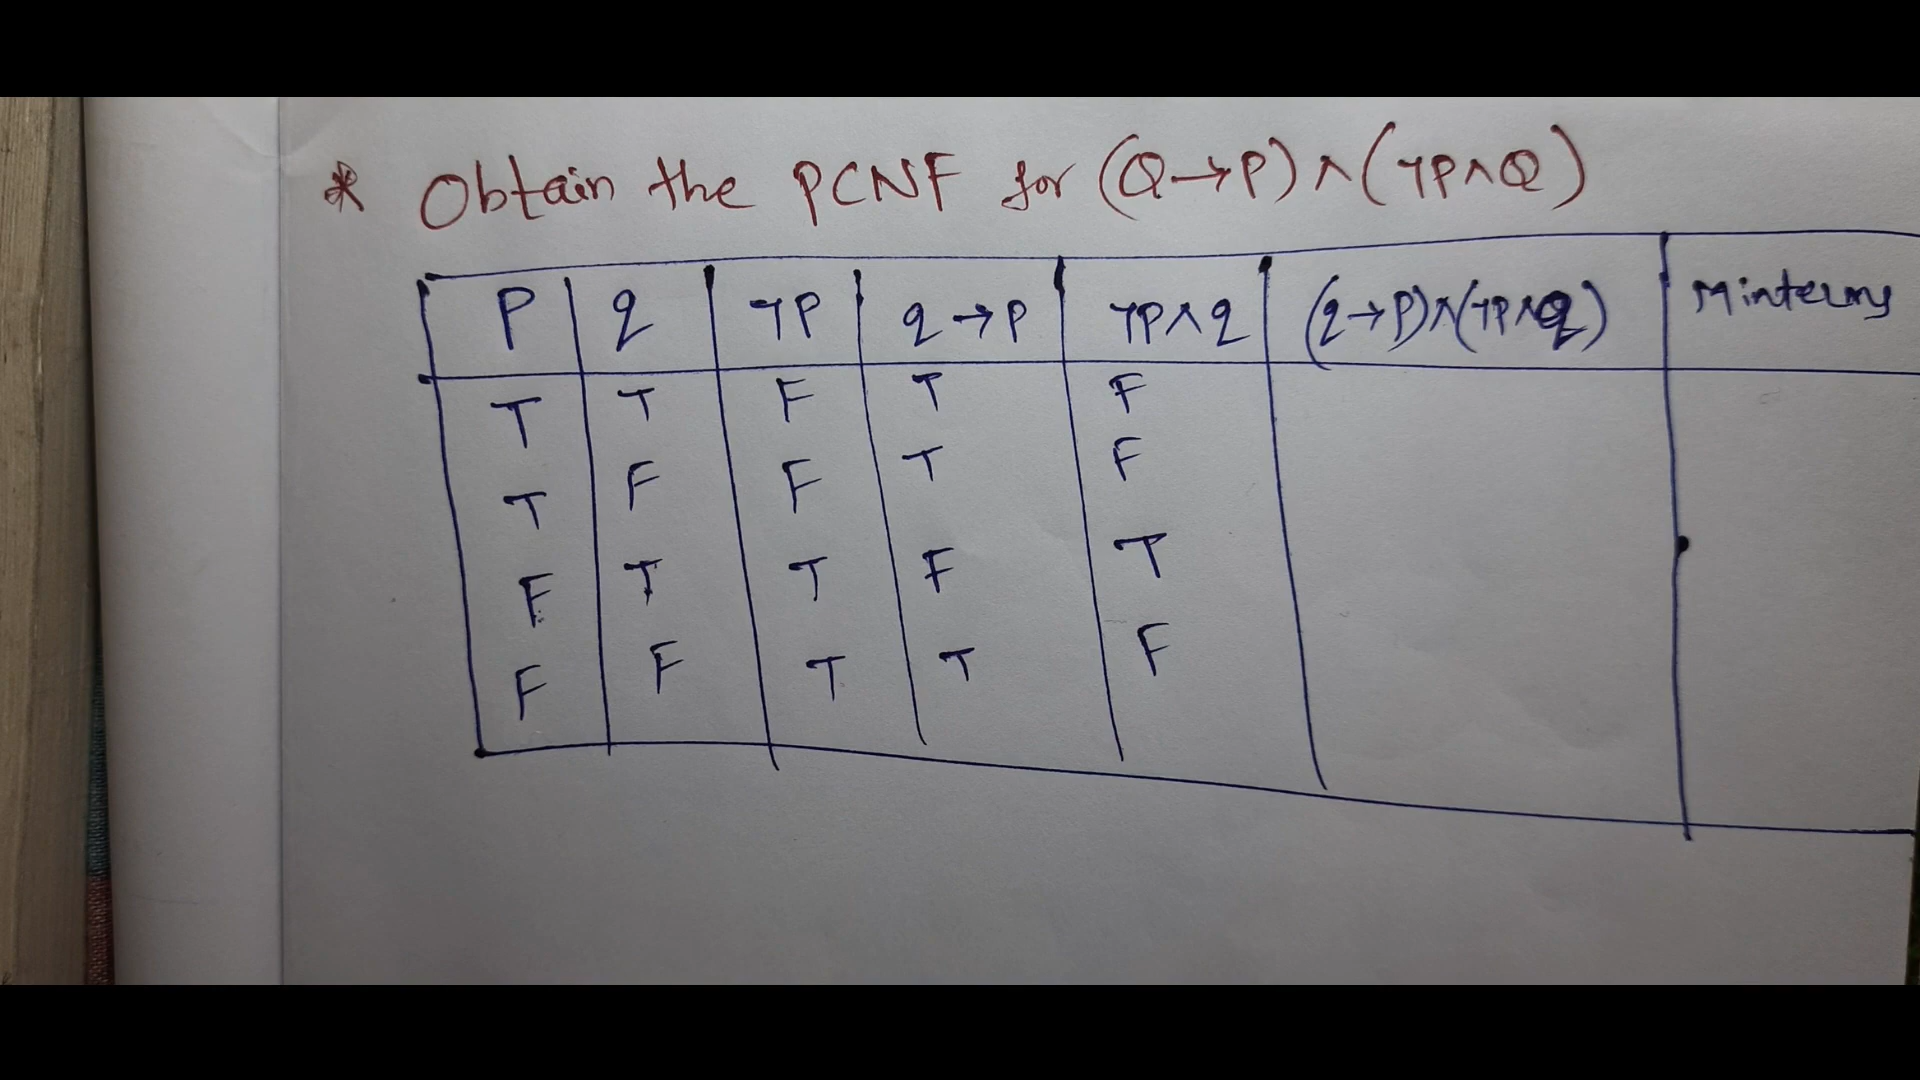 * Obtain the PCNF for (Q→P)∧(¬P∧Q)
P q ¬P q→P ¬P∧q (q→P)∧(¬P∧q) Minterms
T T F T F
T F F T F
F T T F T
F F T T F